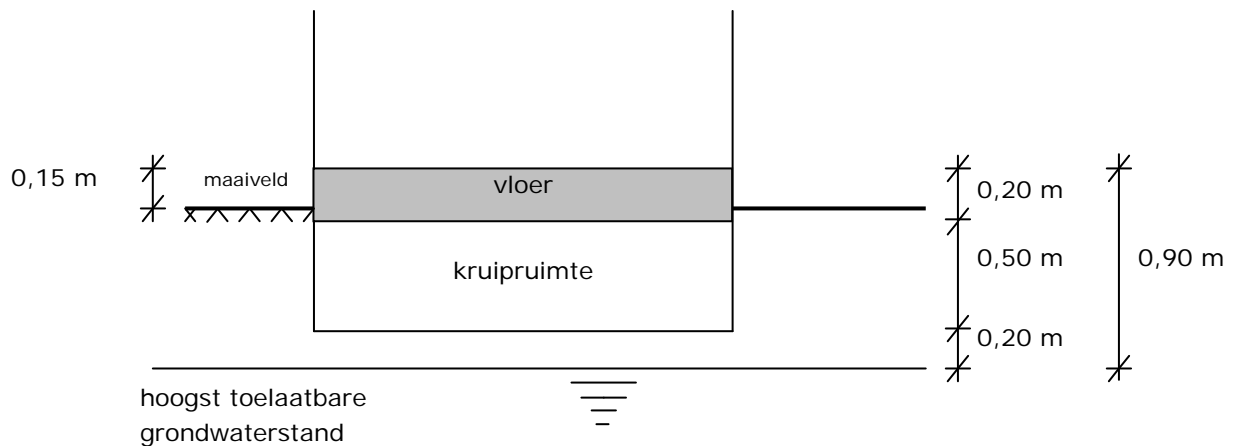 0,15 m
maaiveld
vloer
0,20 m
kruipruimte
0,50 m
0,90 m
0,20 m
hoogst toelaatbare
grondwaterstand